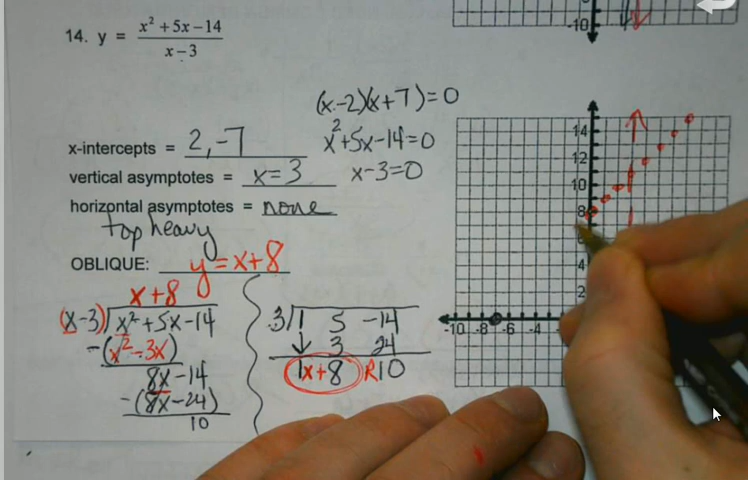 -10
14. y = x² + 5x − 14 / x − 3
(x-2)(x+7)=0
x-intercepts = 2, -7
x²+5x-14=0
vertical asymptotes = x=3
x-3=0
horizontal asymptotes = none
top heavy
OBLIQUE: y = x+8
x+8
(x-3) x²+5x-14
-(x²-3x)
8x-14
-(8x-24)
10
3 1 5 -14
↓ 3 24
1x+8 R10
14
12
10
8
6
4
2
-10 -8 -6 -4